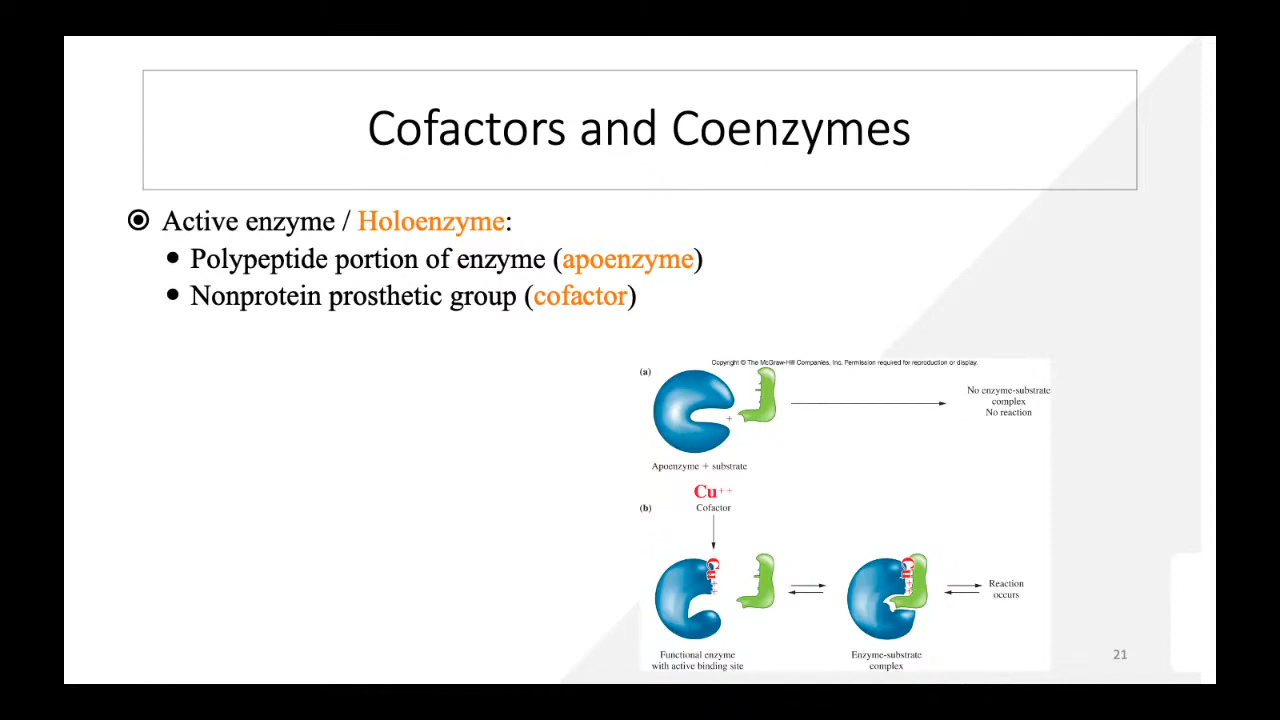 Cofactors and Coenzymes
Active enzyme / Holoenzyme:
Polypeptide portion of enzyme (apoenzyme)
Nonprotein prosthetic group (cofactor)
Copyright © The McGraw-Hill Companies, Inc. Permission required for reproduction or display.
(a)
+
No enzyme-substrate
complex
No reaction
Apoenzyme + substrate
Cu++
Cofactor
(b)
Cu++
Cu++
Reaction
occurs
Functional enzyme
with active binding site
Enzyme-substrate
complex
21